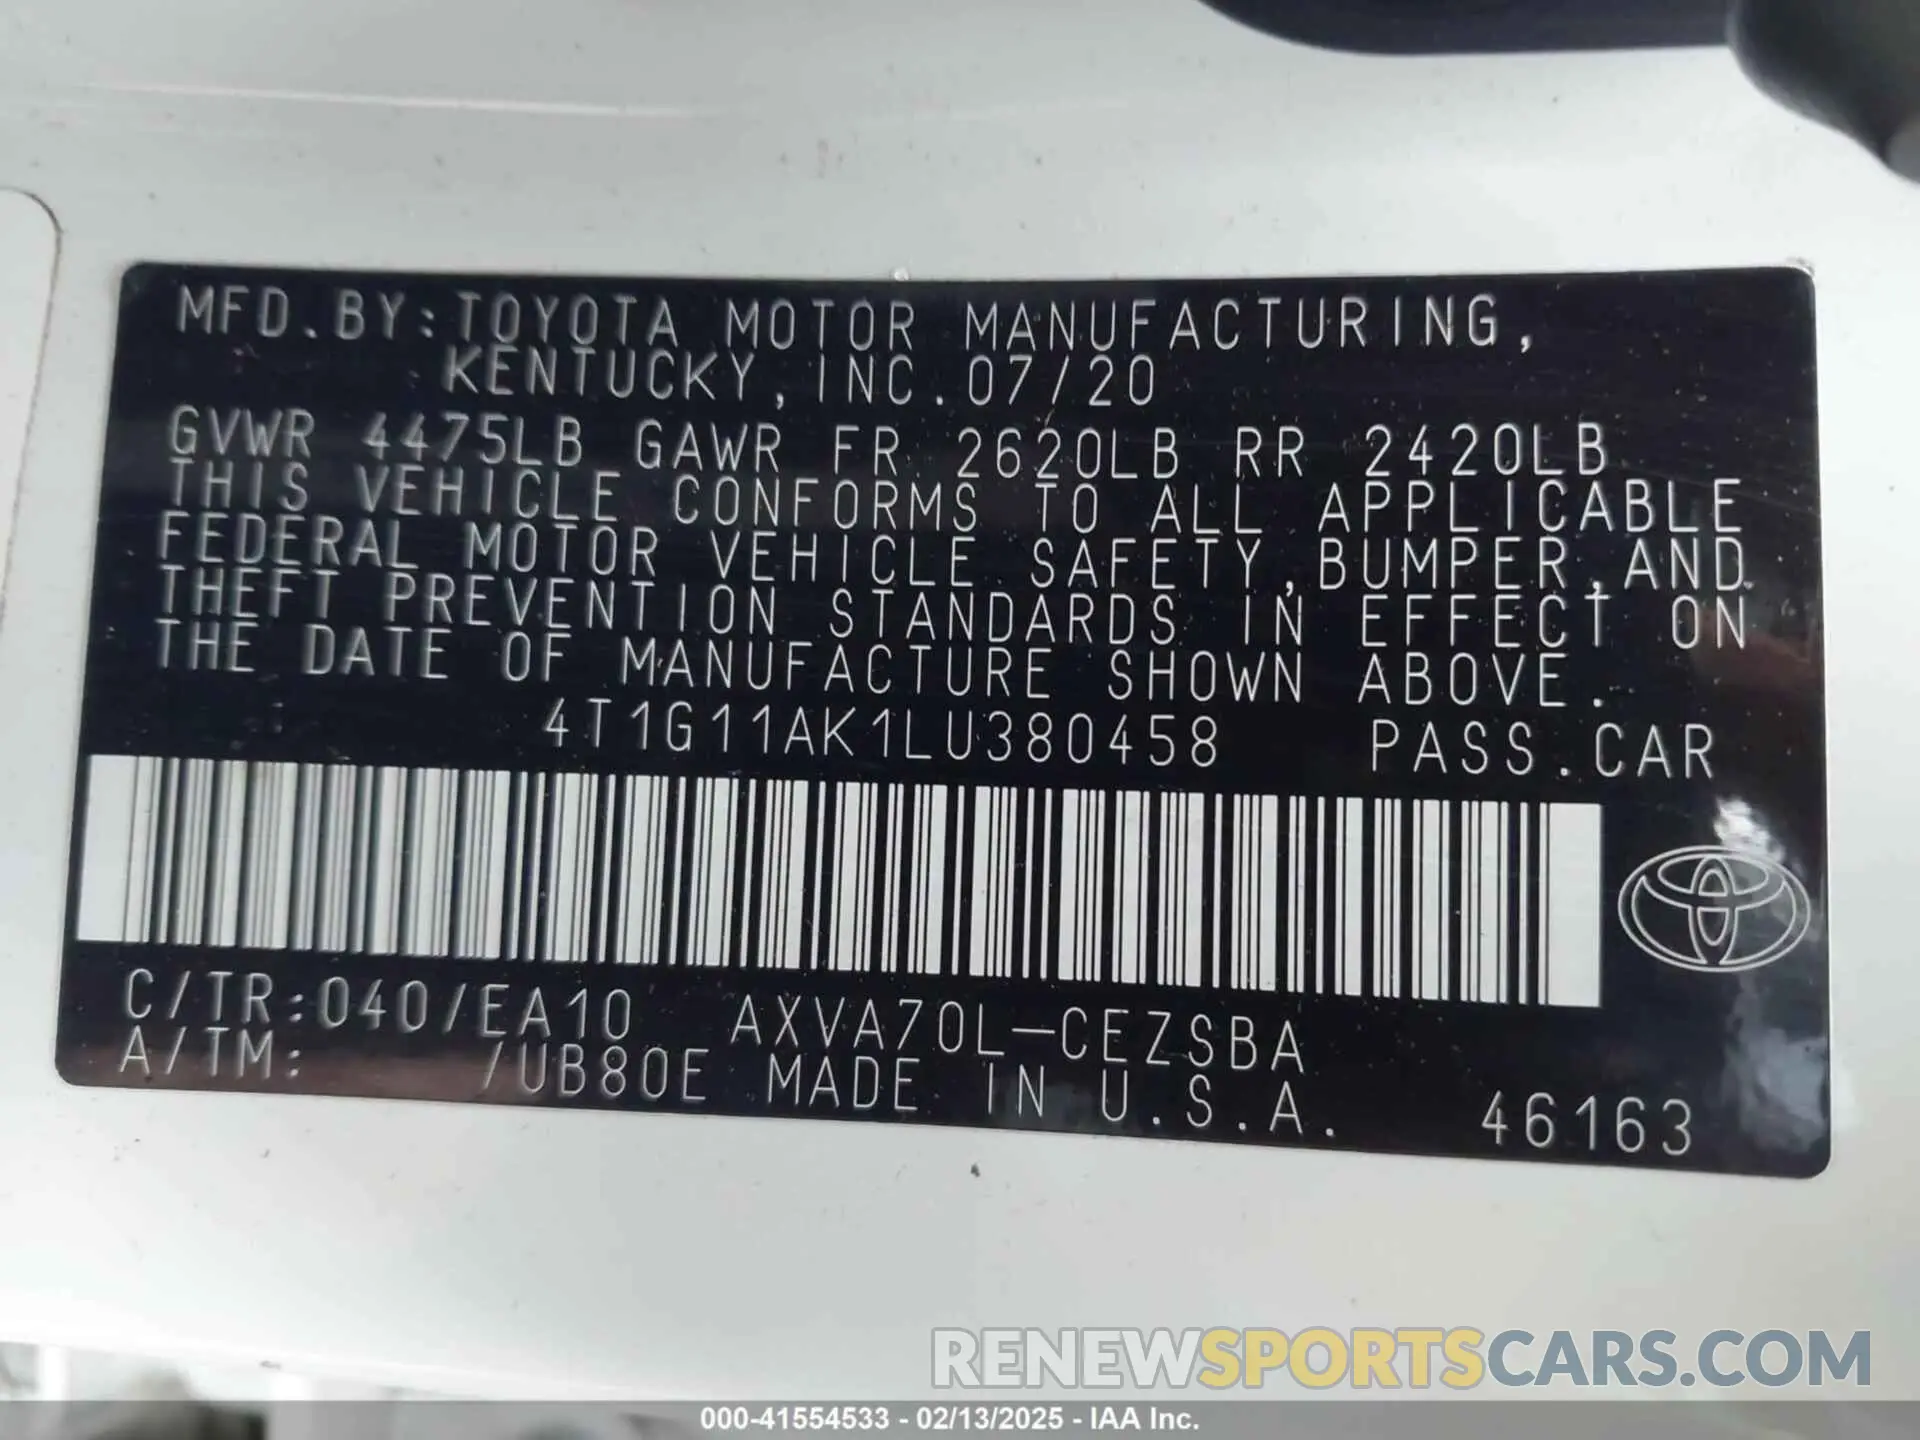 MFD.BY:TOYOTA MOTOR MANUFACTURING,
KENTUCKY,INC.07/20
GVWR 4475LB GAWR FR 2620LB RR 2420LB
THIS VEHICLE CONFORMS TO ALL APPLICABLE
FEDERAL MOTOR VEHICLE SAFETY,BUMPER,AND
THEFT PREVENTION STANDARDS IN EFFECT ON
THE DATE OF MANUFACTURE SHOWN ABOVE.
4T1G11AK1LU380458 PASS.CAR
C/TR:040/EA10 AXVA70L-CEZSBA
A/TM: /UB80E MADE IN U.S.A. 46163
RENEWSPORTSCARS.COM
000-41554533 - 02/13/2025 - IAA Inc.